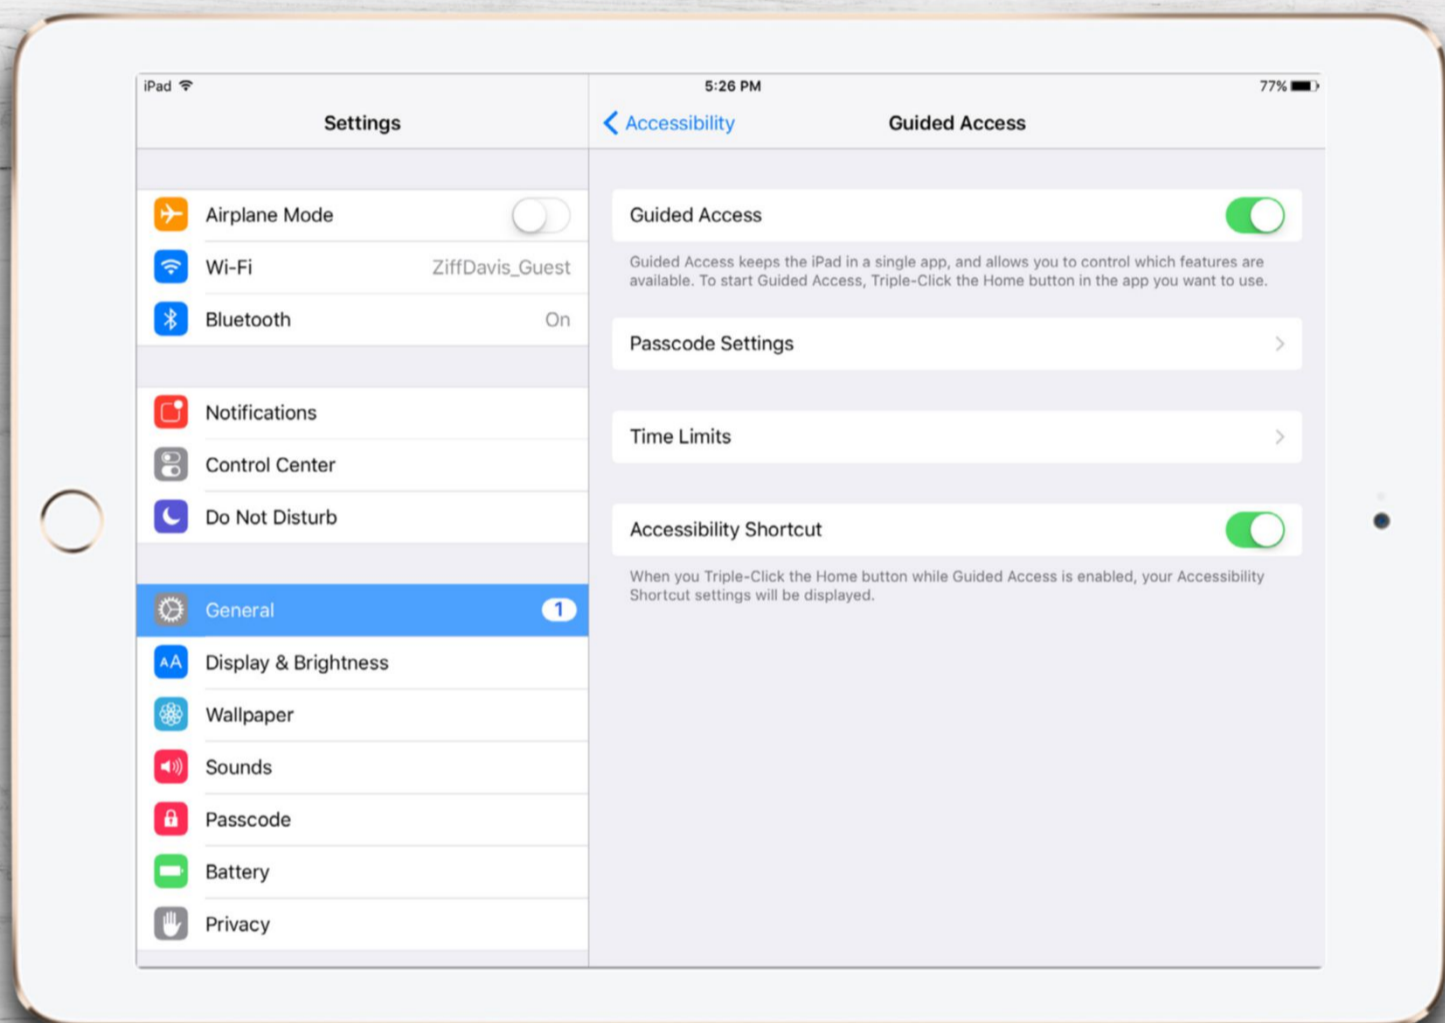 iPad
5:26 PM
77%
Settings
Accessibility
Guided Access
Airplane Mode
Wi-Fi
ZiffDavis_Guest
Bluetooth
On
Notifications
Control Center
Do Not Disturb
General
1
AA
Display & Brightness
Wallpaper
Sounds
Passcode
Battery
Privacy
Guided Access
Guided Access keeps the iPad in a single app, and allows you to control which features are
available. To start Guided Access, Triple-Click the Home button in the app you want to use.
Passcode Settings
Time Limits
Accessibility Shortcut
When you Triple-Click the Home button while Guided Access is enabled, your Accessibility
Shortcut settings will be displayed.